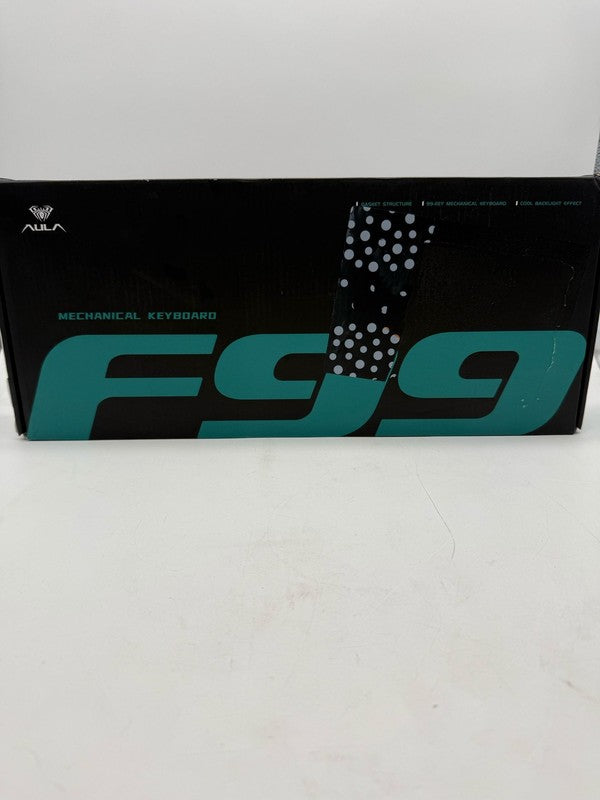 AULA
GASKET STRUCTURE
99-KEY MECHANICAL KEYBOARD
COOL BACKLIGHT EFFECT
MECHANICAL KEYBOARD
F99